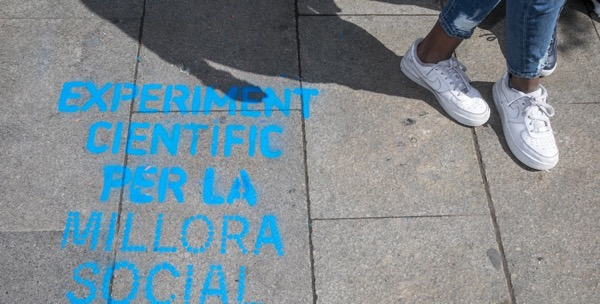 EXPERIMENT
CIENTÍFIC
PER LA
MILLORA
SOCIAL